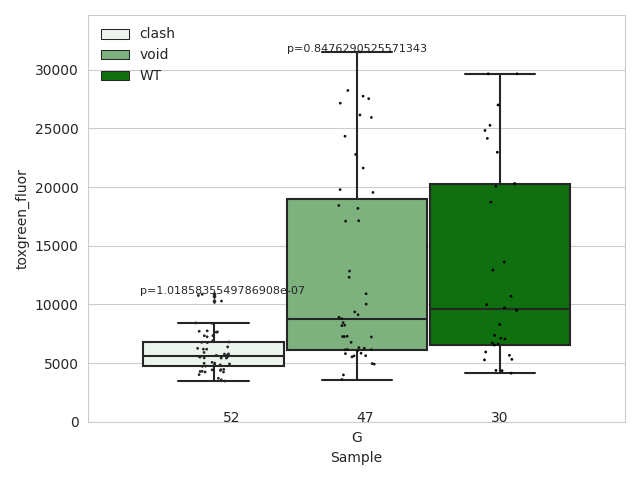 clash
void
WT
p=0.8476290525571343
p=1.0185835549786908e-07
30000
25000
20000
15000
10000
5000
0
toxgreen_fluor
52 47 30
G
Sample